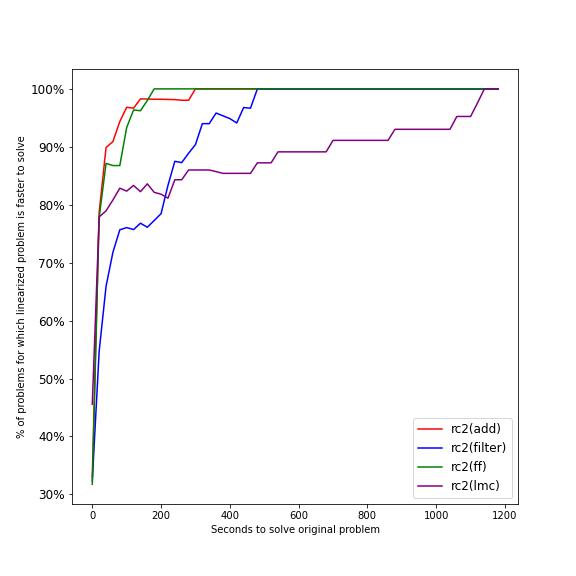 % of problems for which linearized problem is faster to solve
100%
90%
80%
70%
60%
50%
40%
30%
rc2(add)
rc2(filter)
rc2(ff)
rc2(lmc)
0 200 400 600 800 1000 1200
Seconds to solve original problem